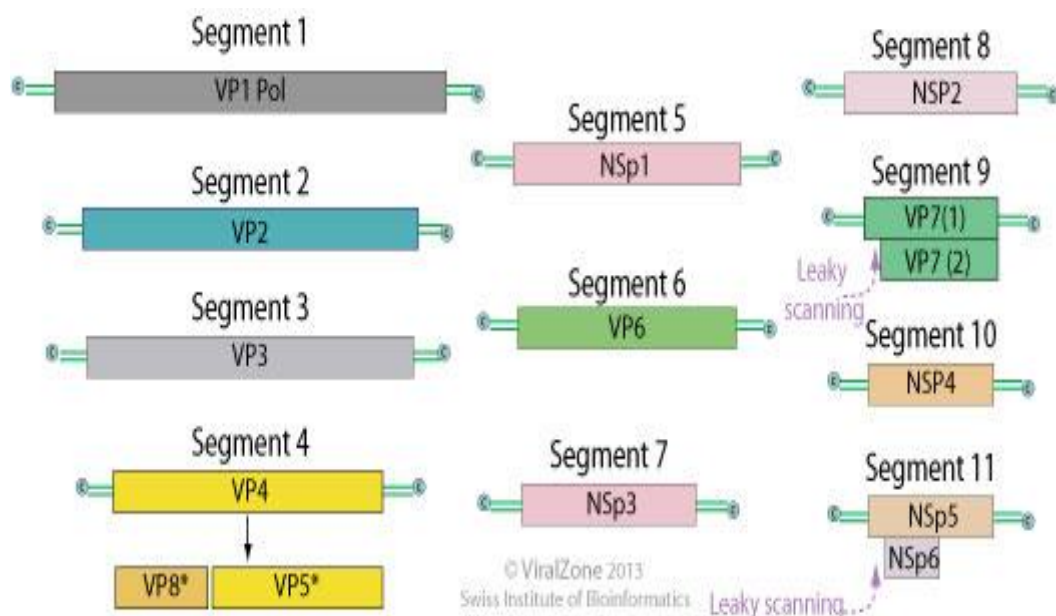 Segment 1
C
VP1 Pol
C
Segment 2
C
VP2
C
Segment 3
C
VP3
C
Segment 4
C
VP4
C
VP8*
VP5*
Segment 5
C
NSp1
C
Segment 6
C
VP6
C
Segment 7
C
NSp3
C
© ViralZone 2013
Swiss Institute of Bioinformatics
Segment 8
C
NSP2
C
Segment 9
C
VP7(1)
C
VP7 (2)
Leaky
scanning
Segment 10
C
NSP4
C
Segment 11
C
NSp5
C
NSp6
Leaky scanning